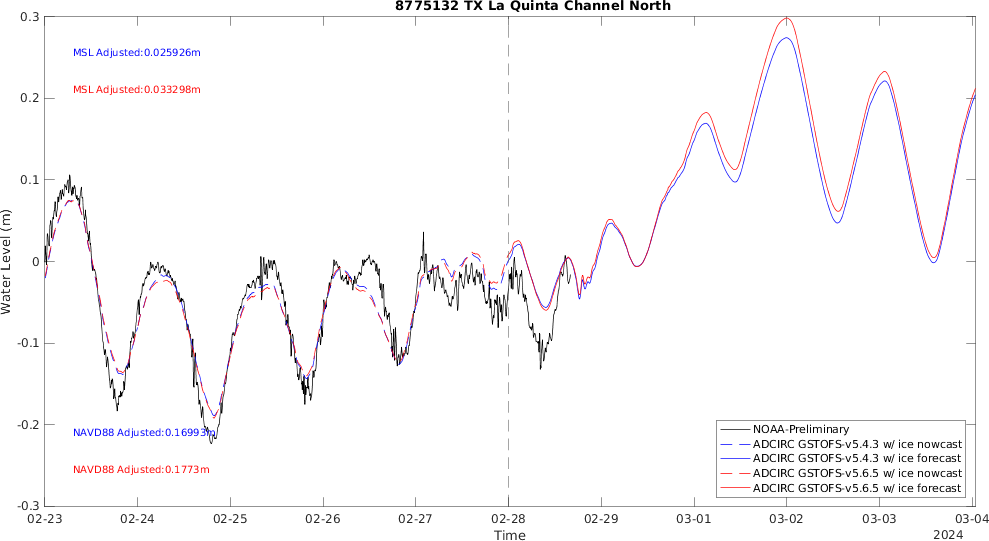 8775132 TX La Quinta Channel North
MSL Adjusted:0.025926m
MSL Adjusted:0.033298m
NAVD88 Adjusted:0.16993m
NAVD88 Adjusted:0.1773m
Water Level (m)
0.3
0.2
0.1
0
-0.1
-0.2
-0.3
NOAA-Preliminary
ADCIRC GSTOFS-v5.4.3 w/ ice nowcast
ADCIRC GSTOFS-v5.4.3 w/ ice forecast
ADCIRC GSTOFS-v5.6.5 w/ ice nowcast
ADCIRC GSTOFS-v5.6.5 w/ ice forecast
02-23 02-24 02-25 02-26 02-27 02-28 02-29 03-01 03-02 03-03 03-04
Time
2024